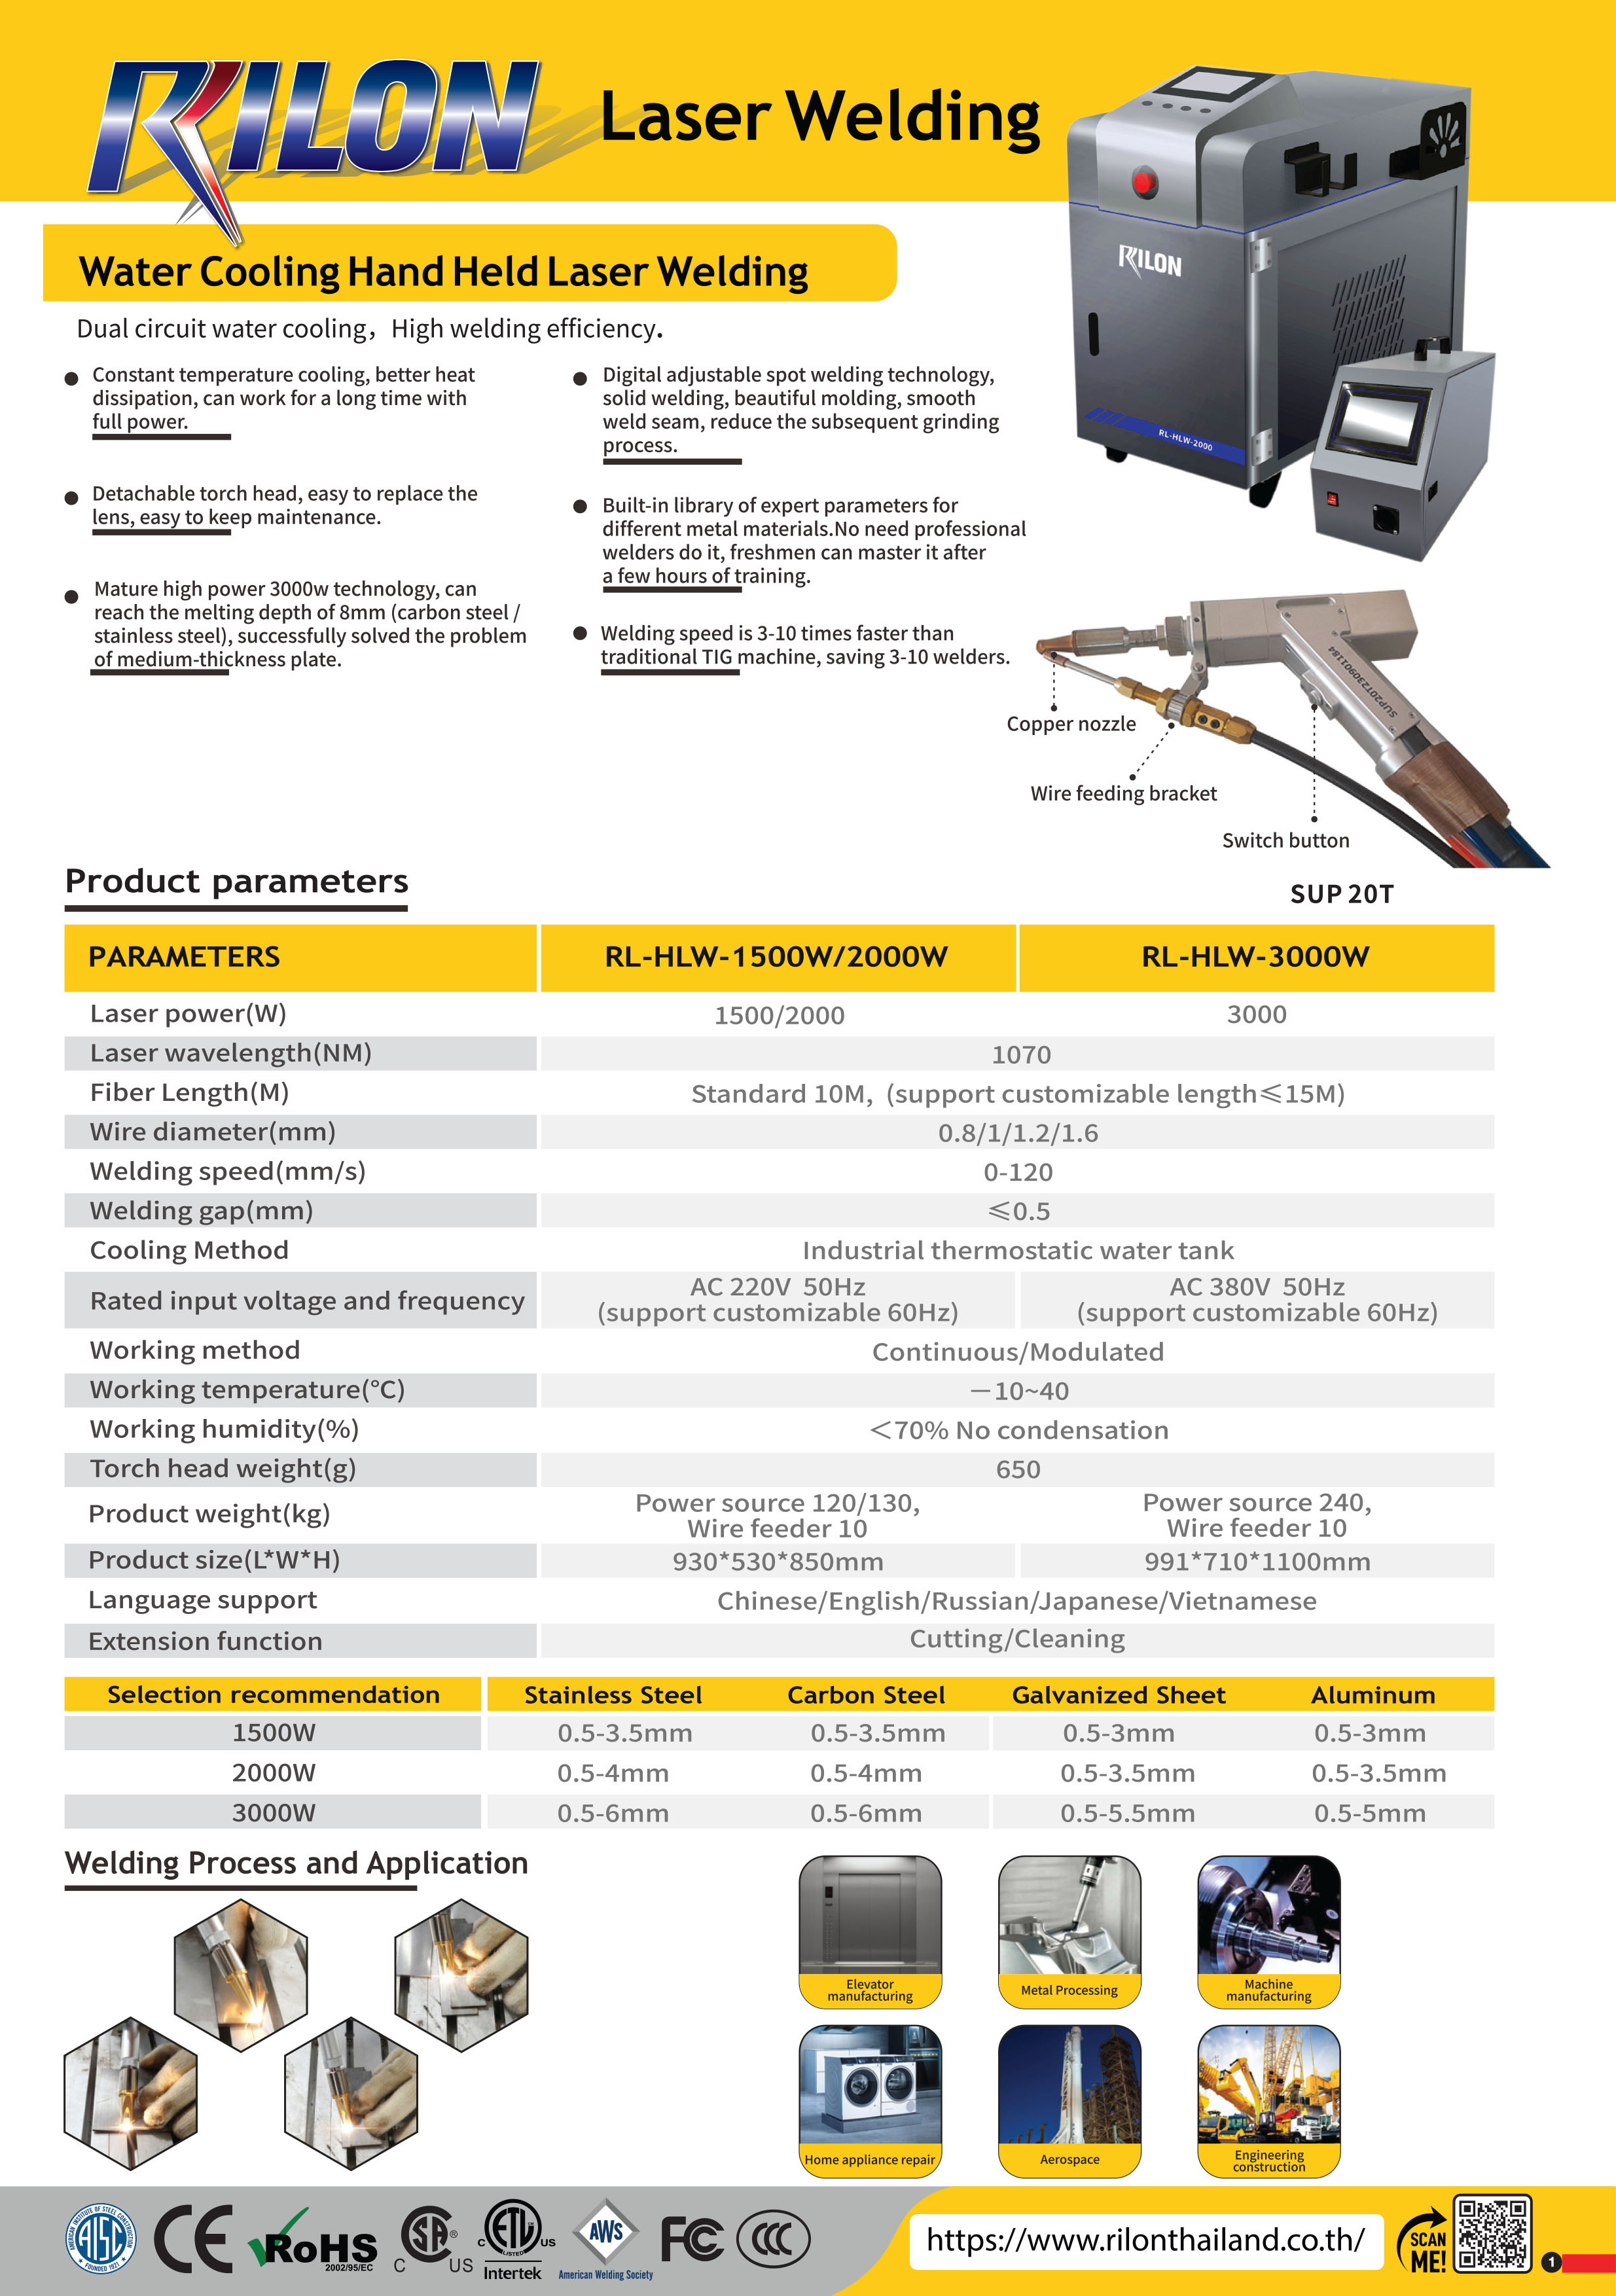 RILON
Laser Welding
Water Cooling Hand Held Laser Welding
Dual circuit water cooling, High welding efficiency.
Constant temperature cooling, better heat
dissipation, can work for a long time with
full power.
Detachable torch head, easy to replace the
lens, easy to keep maintenance.
Mature high power 3000w technology, can
reach the melting depth of 8mm (carbon steel /
stainless steel), successfully solved the problem
of medium-thickness plate.
Digital adjustable spot welding technology,
solid welding, beautiful molding, smooth
weld seam, reduce the subsequent grinding
process.
Built-in library of expert parameters for
different metal materials.No need professional
welders do it, freshmen can master it after
a few hours of training.
Welding speed is 3-10 times faster than
traditional TIG machine, saving 3-10 welders.
RILON
RL-HLW-2000
SUP20T230901184
Copper nozzle
Wire feeding bracket
Switch button
SUP 20T
Product parameters
PARAMETERS RL-HLW-1500W/2000W RL-HLW-3000W
Laser power(W) 1500/2000 3000
Laser wavelength(NM) 1070
Fiber Length(M) Standard 10M, (support customizable length≤15M)
Wire diameter(mm) 0.8/1/1.2/1.6
Welding speed(mm/s) 0-120
Welding gap(mm) ≤0.5
Cooling Method Industrial thermostatic water tank
Rated input voltage and frequency
AC 220V 50Hz
(support customizable 60Hz)
AC 380V 50Hz
(support customizable 60Hz)
Working method Continuous/Modulated
Working temperature(℃) －10~40
Working humidity(%) ＜70% No condensation
Torch head weight(g) 650
Product weight(kg)
Power source 120/130,
Wire feeder 10
Power source 240,
Wire feeder 10
Product size(L*W*H) 930*530*850mm 991*710*1100mm
Language support Chinese/English/Russian/Japanese/Vietnamese
Extension function Cutting/Cleaning
Selection recommendation Stainless Steel Carbon Steel Galvanized Sheet Aluminum
1500W 0.5-3.5mm 0.5-3.5mm 0.5-3mm 0.5-3mm
2000W 0.5-4mm 0.5-4mm 0.5-3.5mm 0.5-3.5mm
3000W 0.5-6mm 0.5-6mm 0.5-5.5mm 0.5-5mm
Welding Process and Application
Elevator
manufacturing
Metal Processing
Machine
manufacturing
Home appliance repair
Aerospace
Engineering
construction
AMERICAN INSTITUTE OF STEEL CONSTRUCTION
AISC
FOUNDED 1921
CE
RoHS
2002/95/EC
C SA ® US
C ETL US
LISTED
Intertek
AWS
American Welding Society
FC
CCC
https://www.rilonthailand.co.th/
SCAN
ME!
1